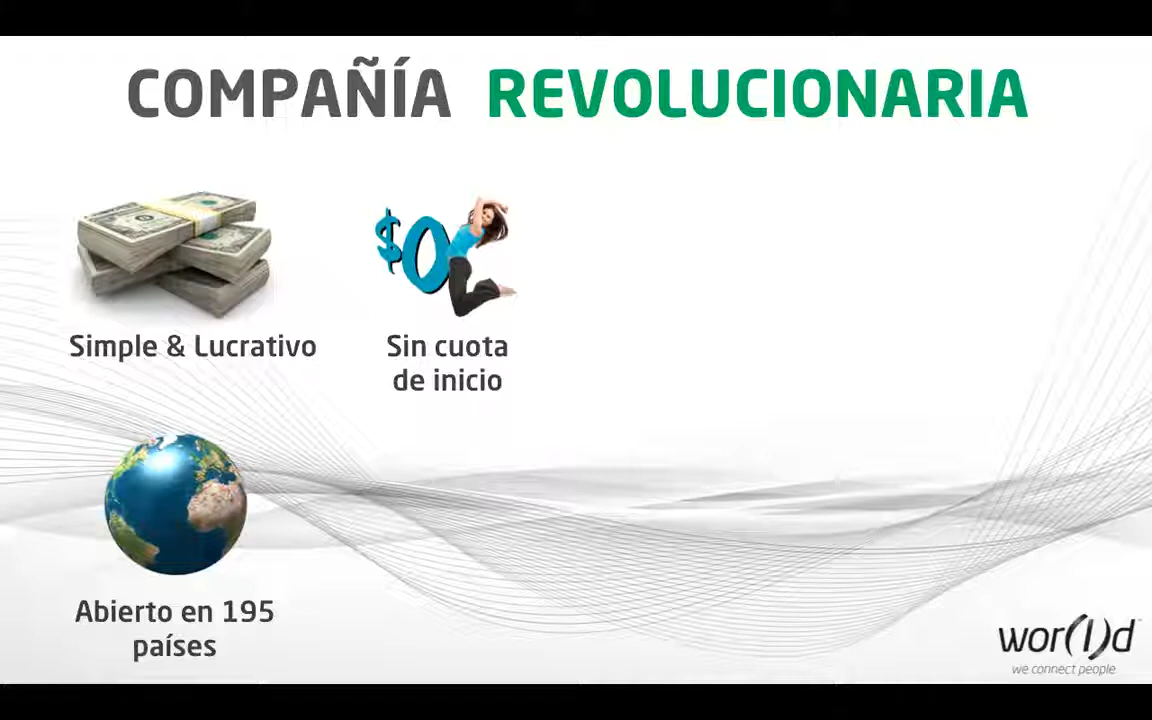 COMPAÑÍA REVOLUCIONARIA
$0
Simple & Lucrativo
Sin cuota
de inicio
Abierto en 195
países
wor(l)d
we connect people